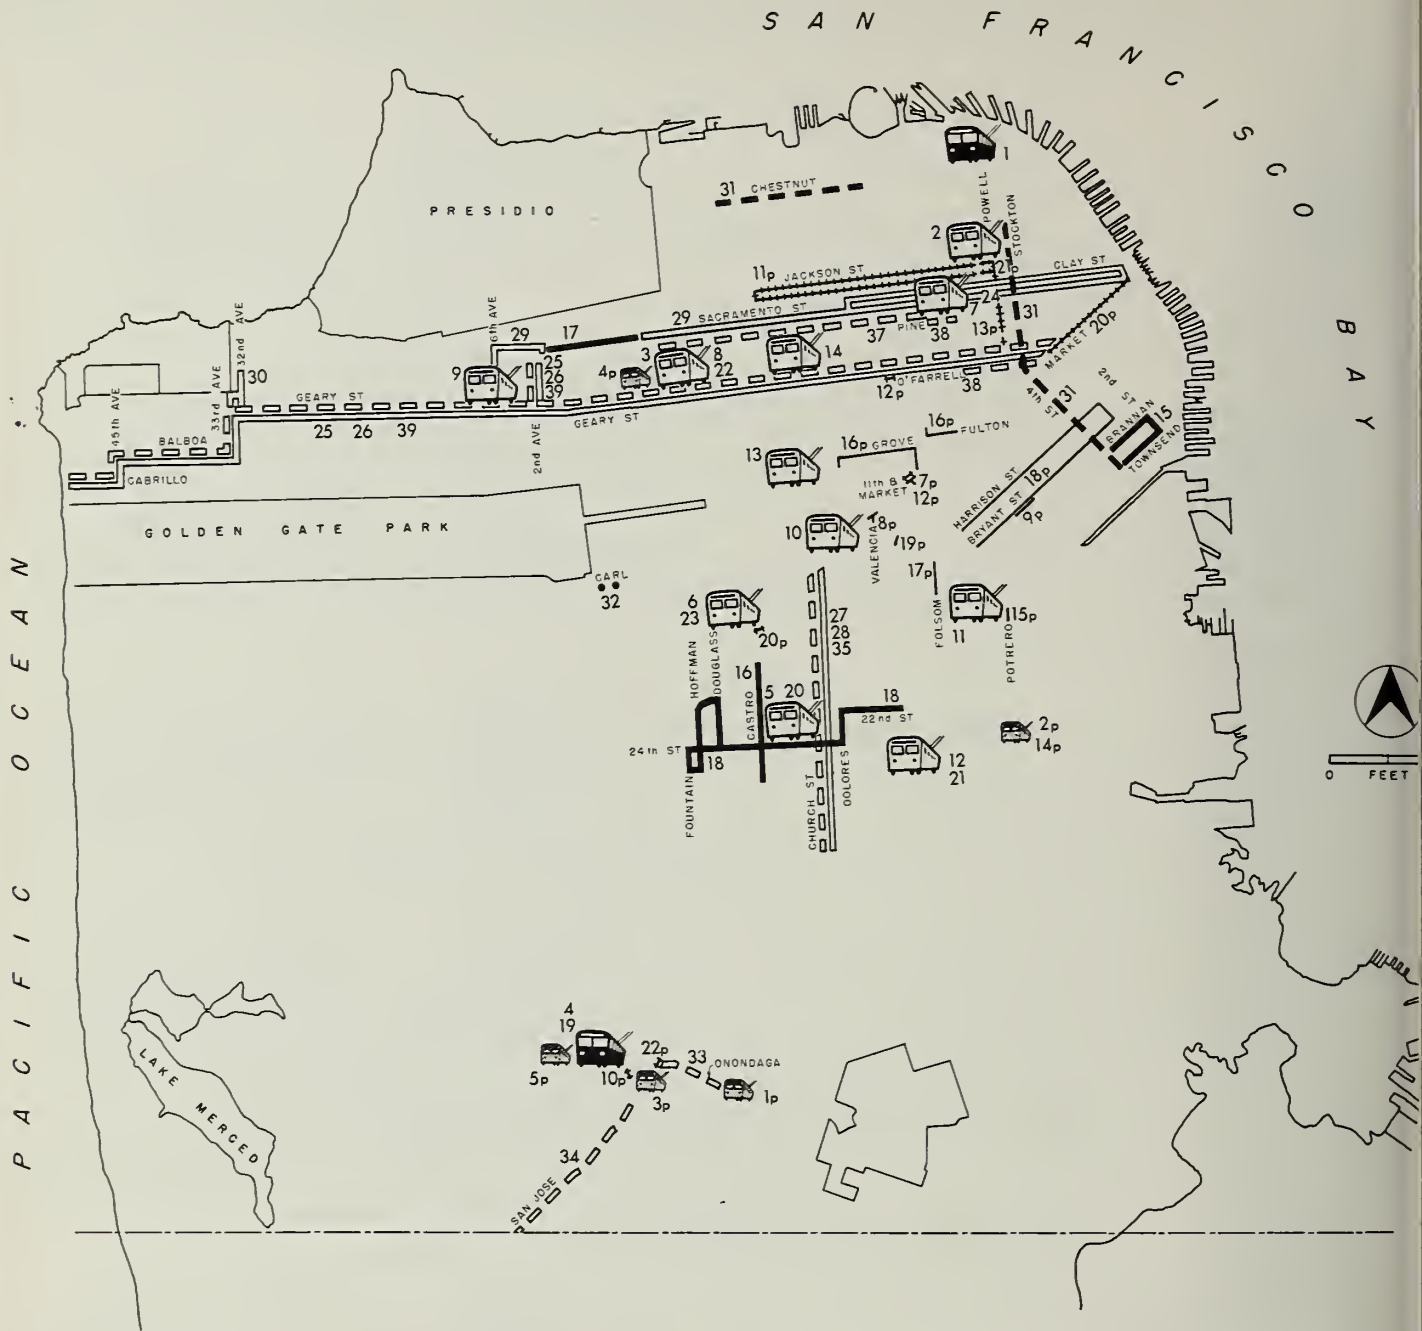 SAN FRANCISCO BAY
PACIFIC OCEAN
PRESIDIO
31 CHESTNUT
1
POWELL
STOCKTON
2
11p JACKSON ST
21p
CLAY ST
7
24
31
29 SACRAMENTO ST
37
PINE
38
13p
MARKET 20p
6th AVE
29
17
32nd AVE
30
33rd AVE
9
25
26
39
3
4p
8
22
14
O'FARRELL
12p
38
GEARY ST
25 26 39
GEARY ST
2nd AVE
45th AVE
BALBOA
CABRILLO
4th ST
31
2nd ST
BRANNAN
15
TOWNSEND
16p FULTON
16p GROVE
13
11th &
MARKET
7p
12p
HARRISON ST
18p
BRYANT ST
9p
GOLDEN GATE PARK
10
VALENCIA
8p
19p
CARL
32
17p
FOLSOM
11
15p
POTRERO
6
23
20p
HOFFMAN
DOUGLASS
27
28
35
16
CASTRO
5 20
18
22nd ST
24th ST
18
FOUNTAIN
CHURCH ST
DOLORES
12
21
2p
14p
0 FEET
4
19
5p
22p
33
ONONDAGA
10p
3p
1p
LAKE MERCED
34
SAN JOSE